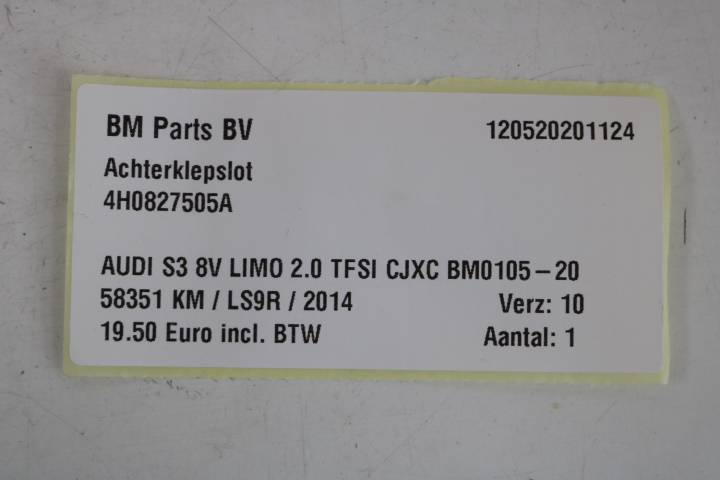 BM Parts BV 120520201124
Achterklepslot
4H0827505A
AUDI S3 8V LIMO 2.0 TFSI CJXC BM0105-20
58351 KM / LS9R / 2014 Verz: 10
19.50 Euro incl. BTW Aantal: 1